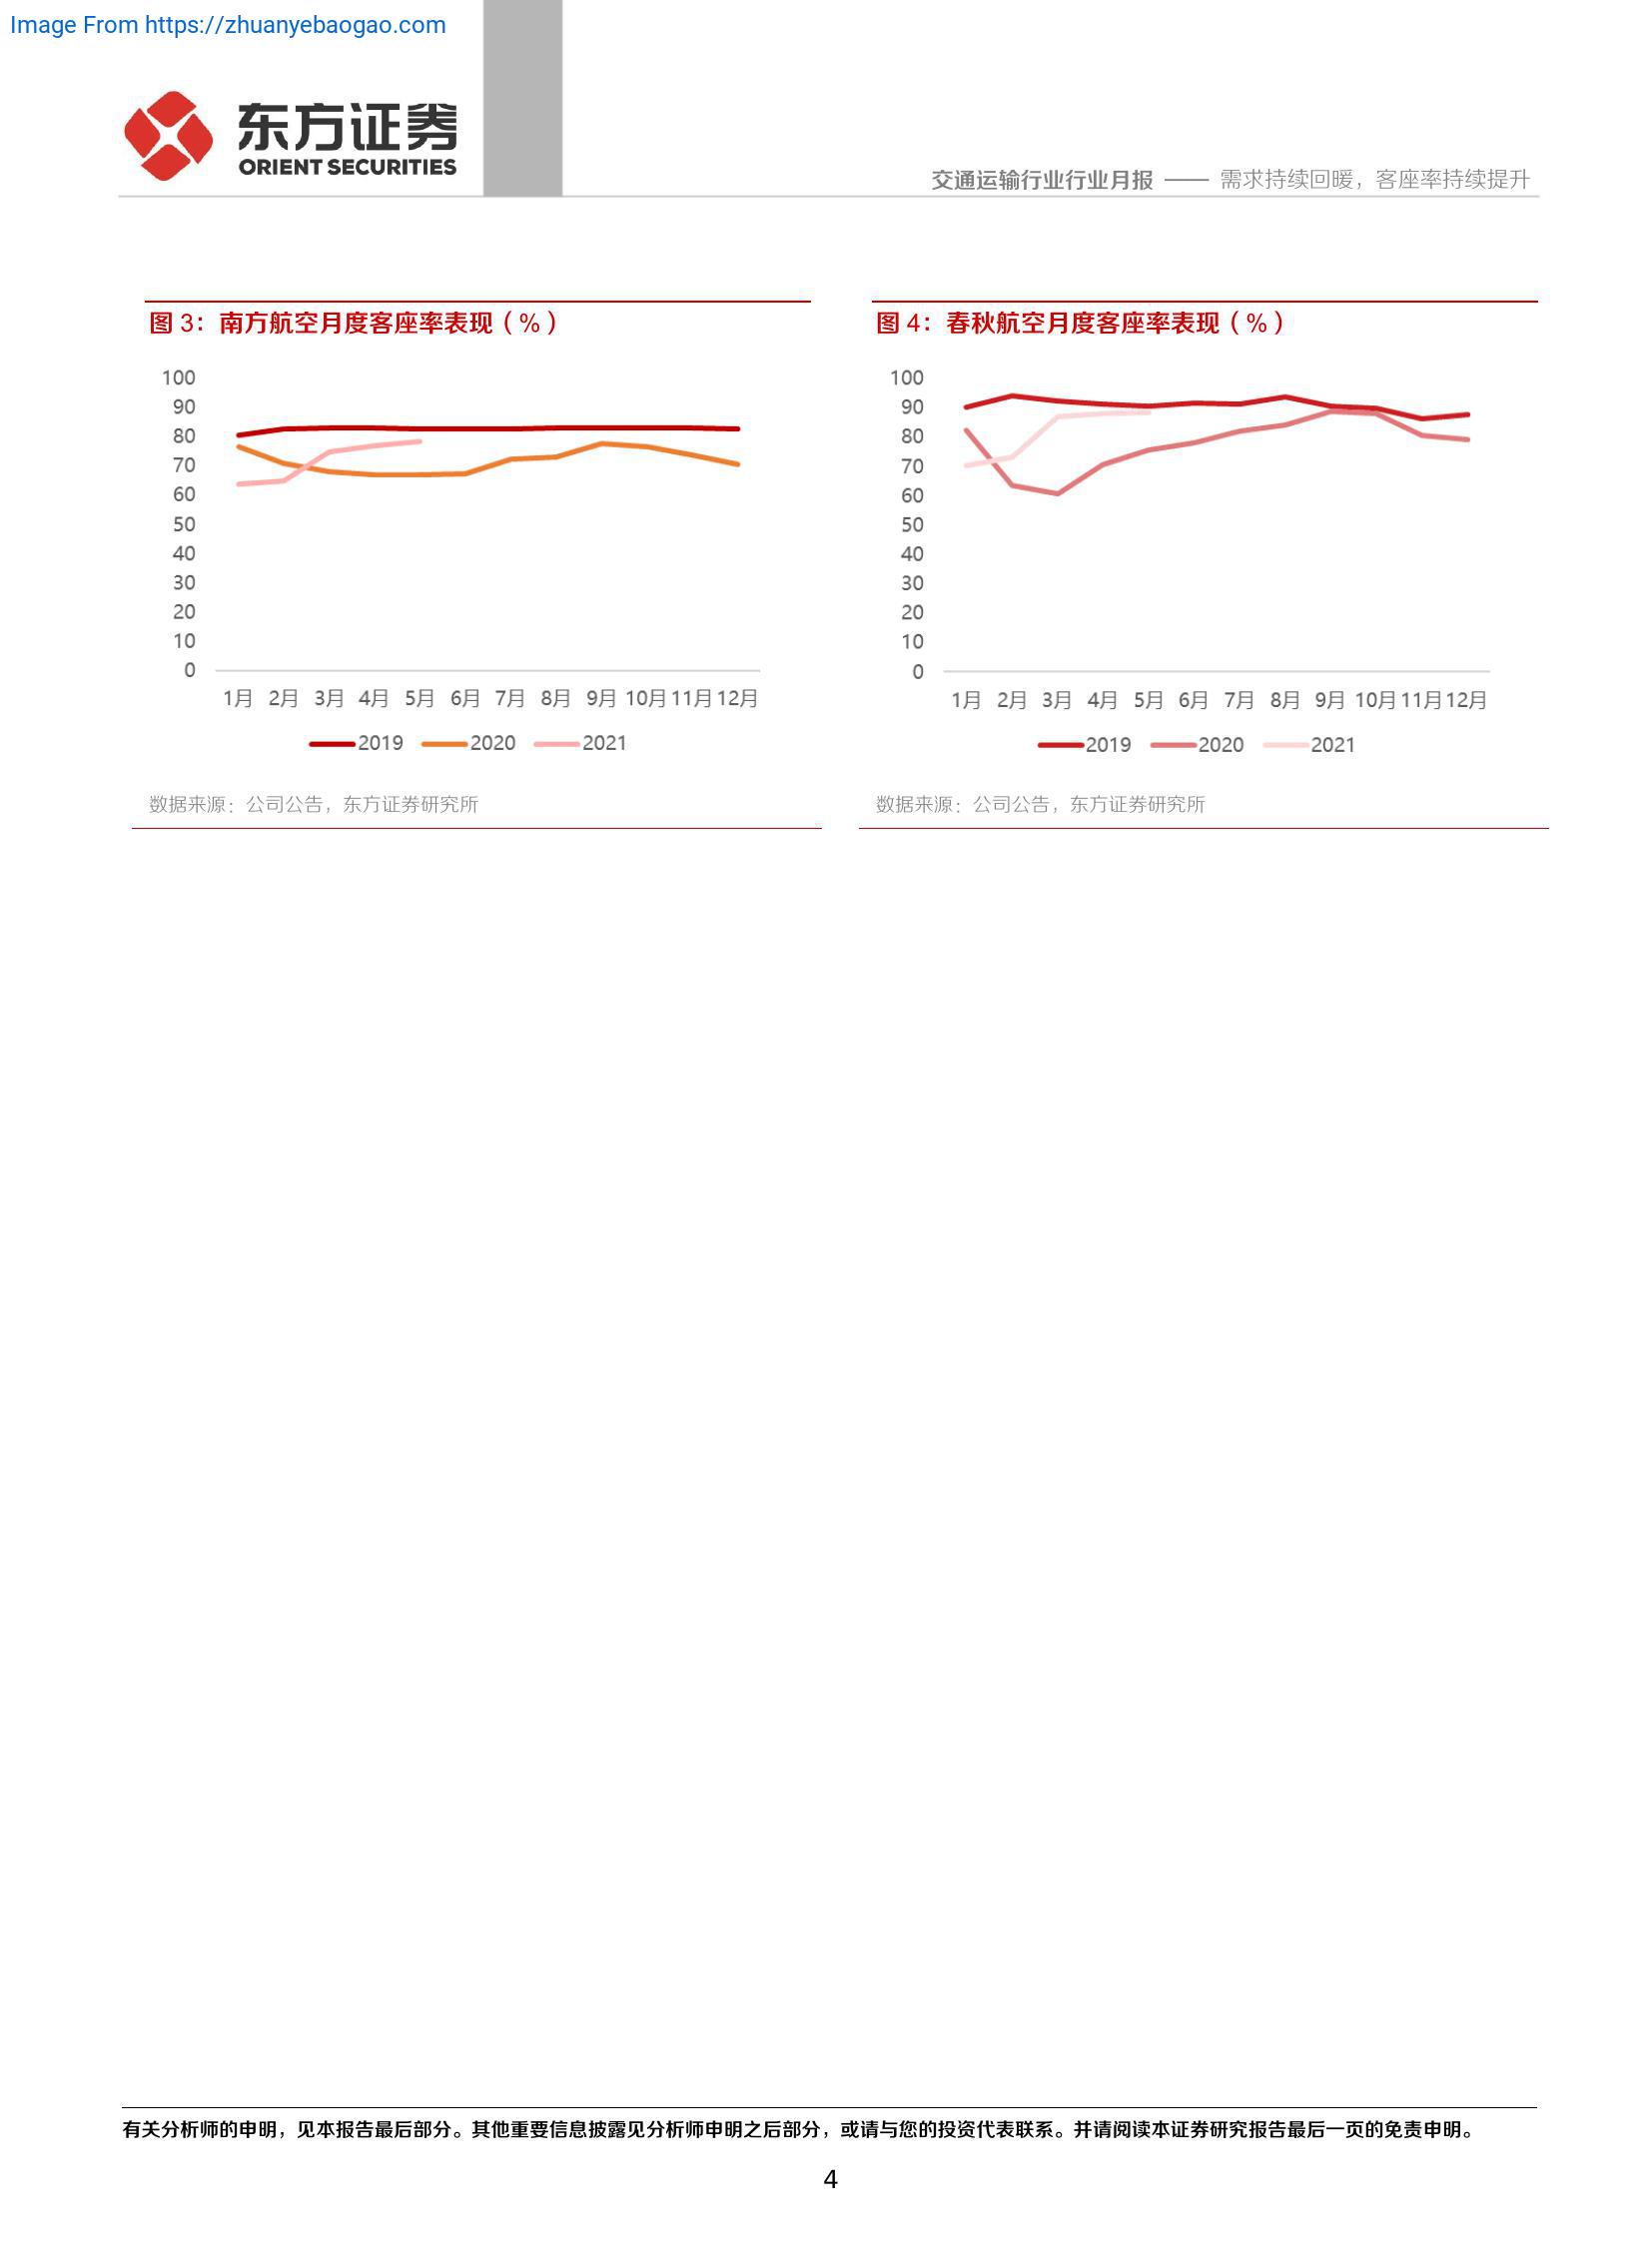 Image From https://zhuanyebaogao.com
东方证券
ORIENT SECURITIES
交通运输行业行业月报 —— 需求持续回暖，客座率持续提升
图 3：南方航空月度客座率表现（%）
100
90
80
70
60
50
40
30
20
10
0
1月 2月 3月 4月 5月 6月 7月 8月 9月 10月 11月 12月
2019 2020 2021
数据来源：公司公告，东方证券研究所
图 4：春秋航空月度客座率表现（%）
100
90
80
70
60
50
40
30
20
10
0
1月 2月 3月 4月 5月 6月 7月 8月 9月 10月 11月 12月
2019 2020 2021
数据来源：公司公告，东方证券研究所
有关分析师的申明，见本报告最后部分。其他重要信息披露见分析师申明之后部分，或请与您的投资代表联系。并请阅读本证券研究报告最后一页的免责申明。
4